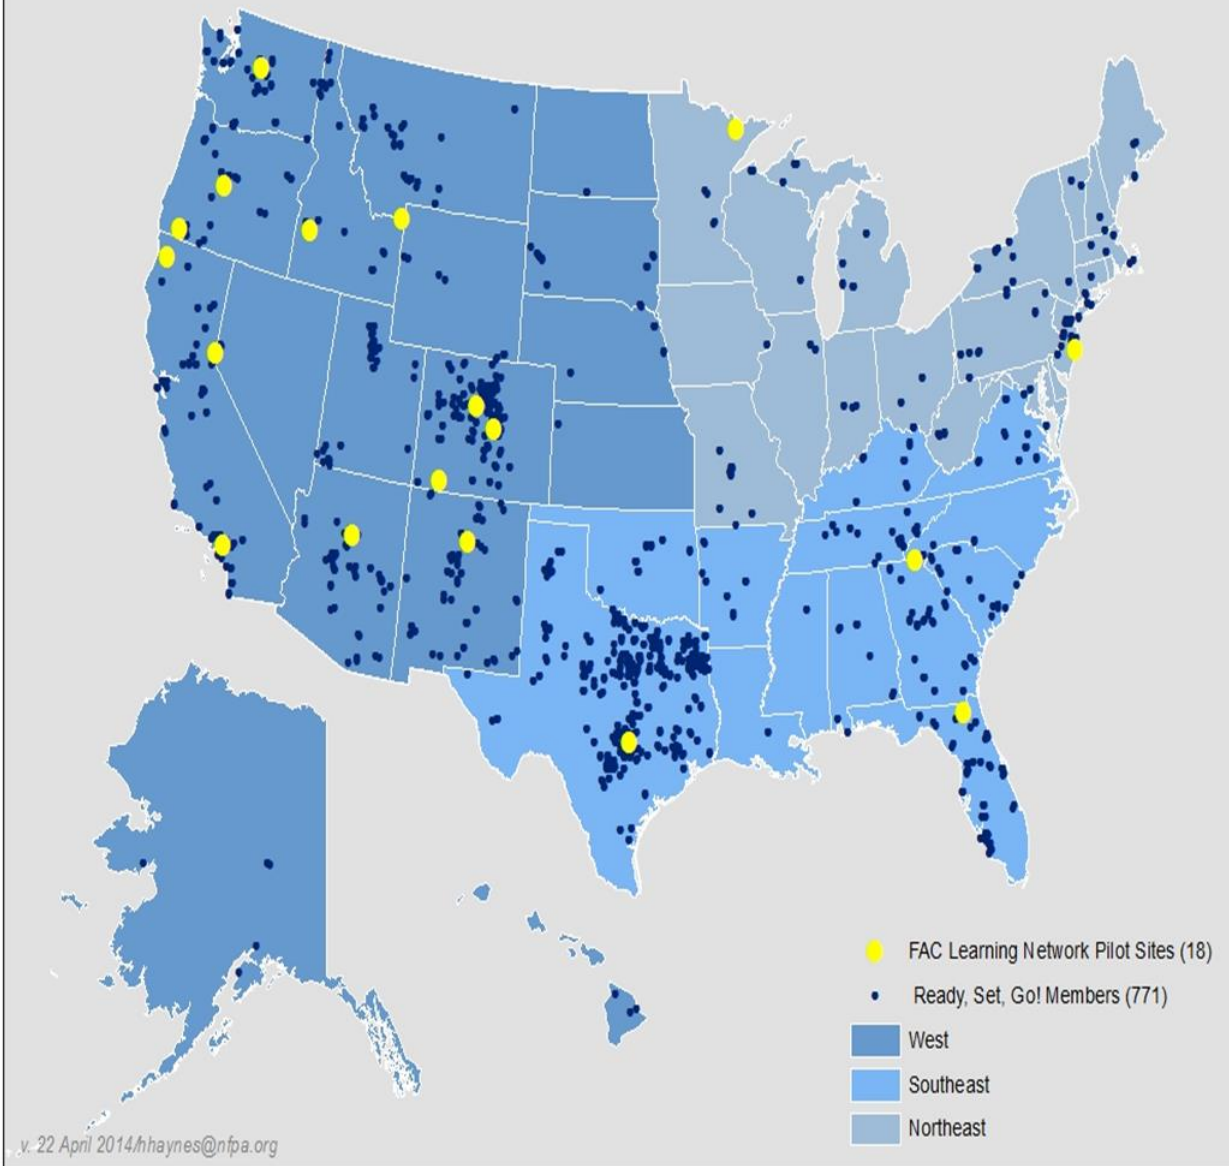 FAC Learning Network Pilot Sites (18)
Ready, Set, Go! Members (771)
West
Southeast
Northeast
v. 22 April 2014/hhaynes@nfpa.org